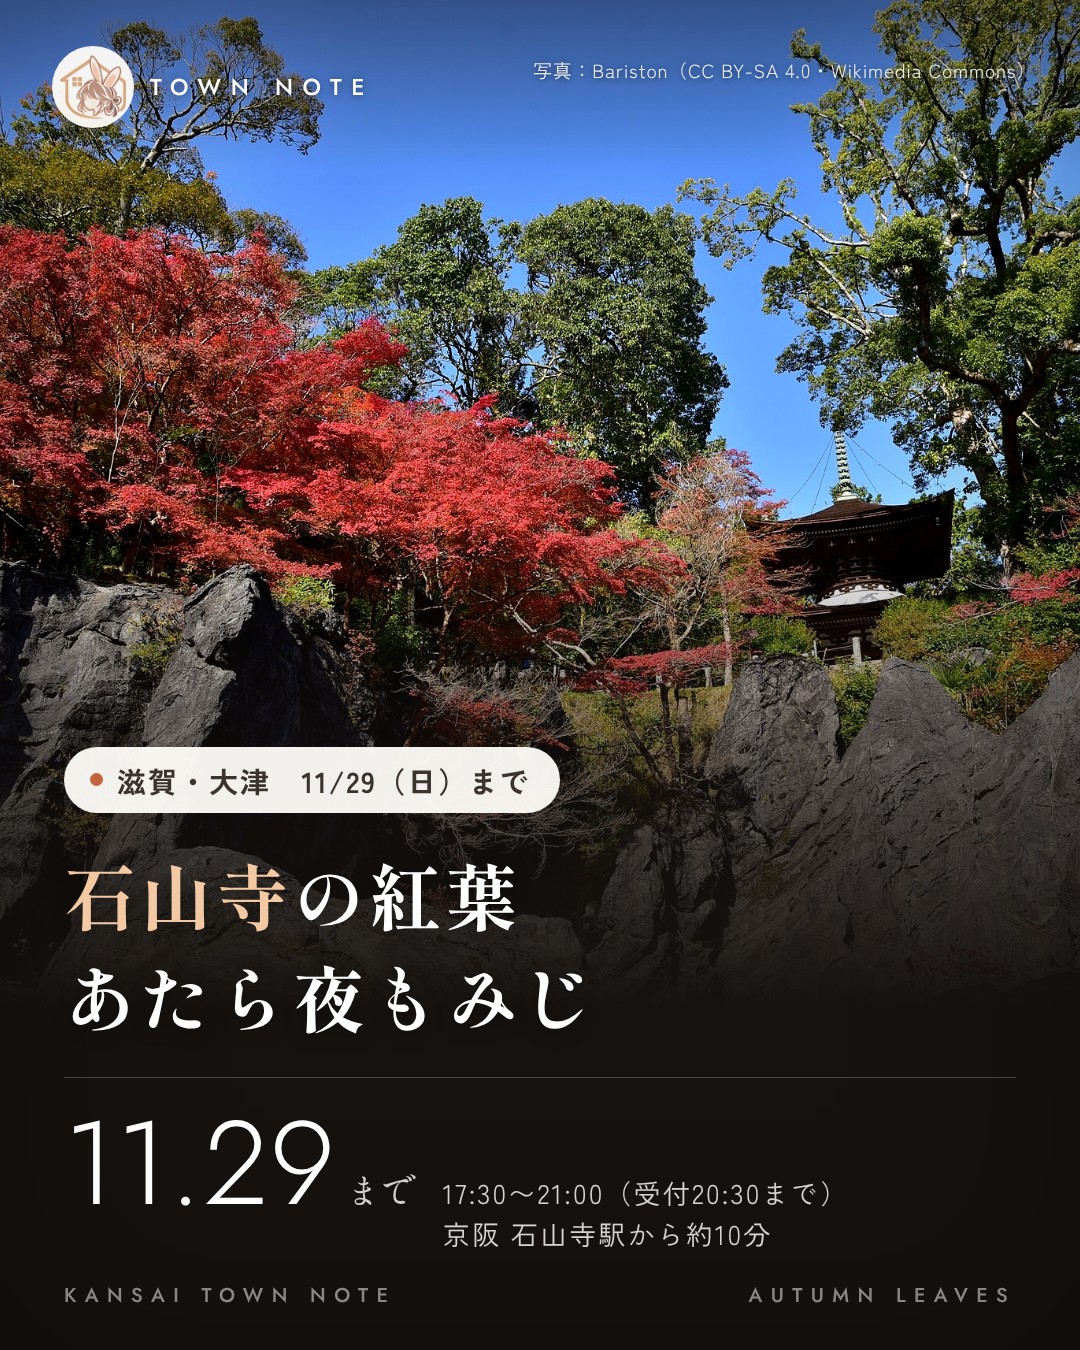 TOWN NOTE
写真：Bariston（CC BY-SA 4.0・Wikimedia Commons）
滋賀・大津　11/29（日）まで
石山寺の紅葉
あたら夜もみじ
11.29 まで
17:30〜21:00（受付20:30まで）
京阪 石山寺駅から約10分
KANSAI TOWN NOTE
AUTUMN LEAVES